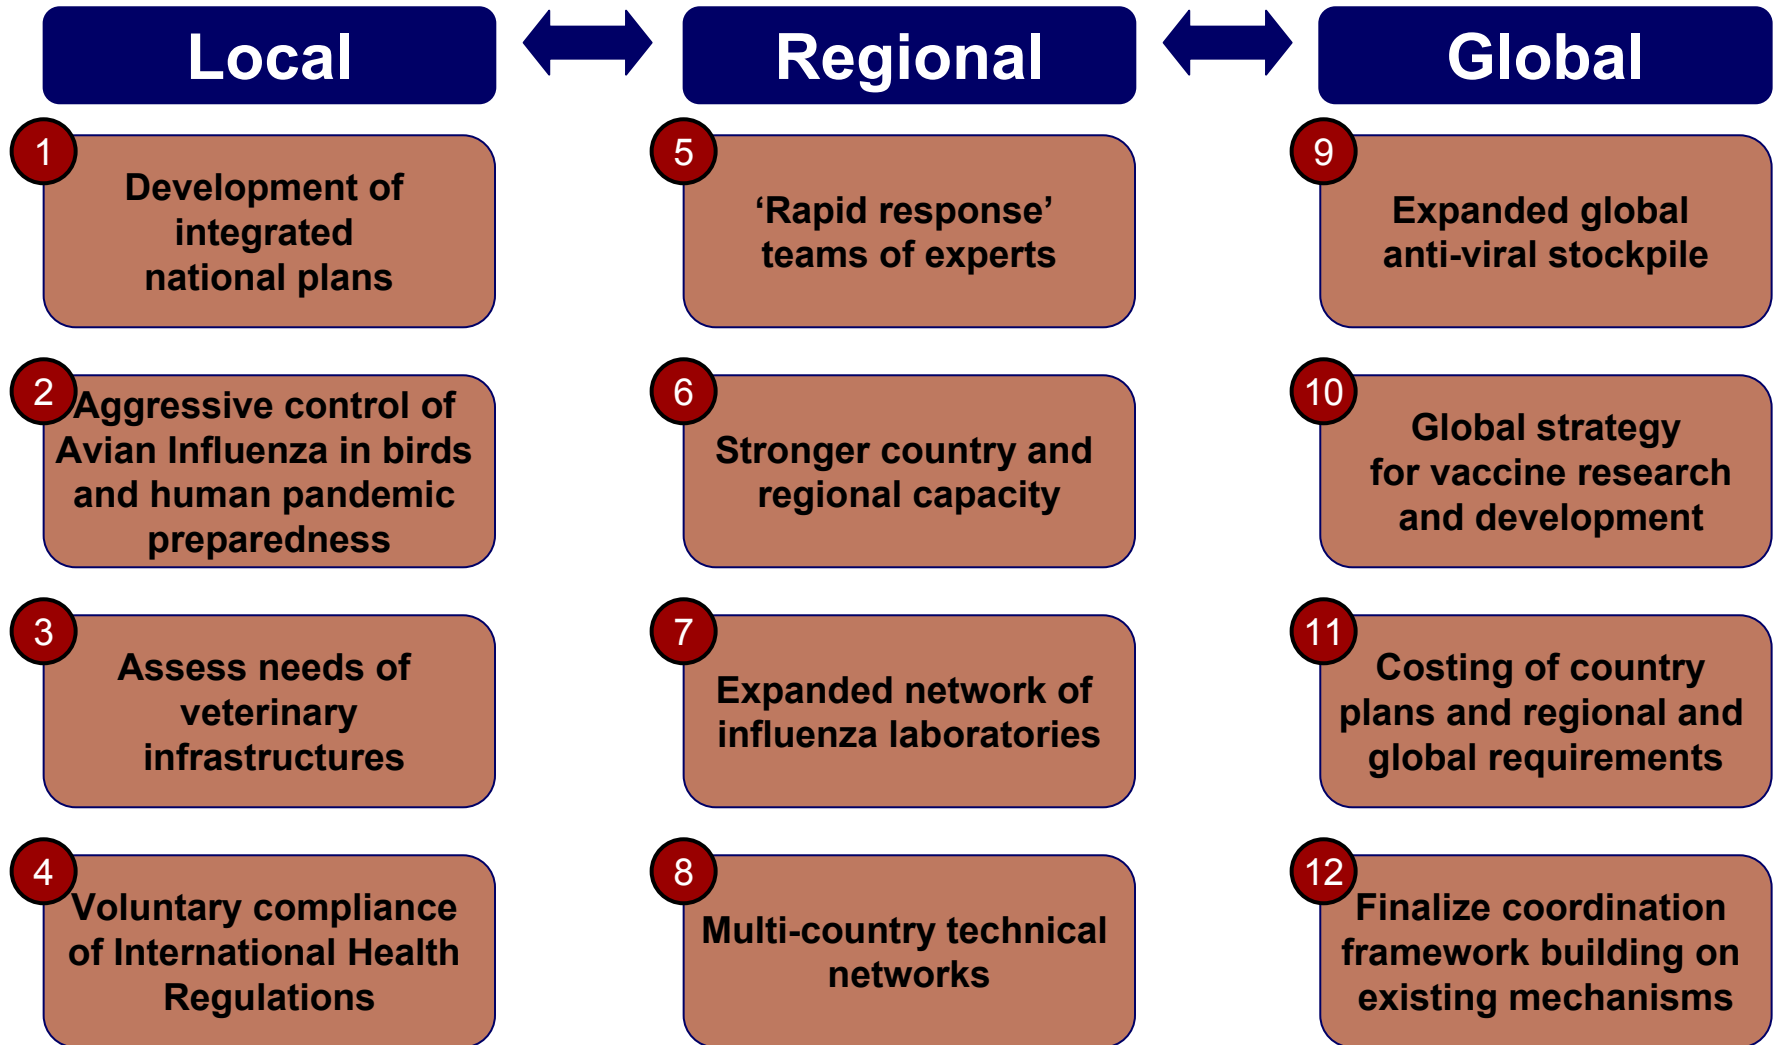 Local
Regional
Global
1
Development of
integrated
national plans
2
Aggressive control of
Avian Influenza in birds
and human pandemic
preparedness
3
Assess needs of
veterinary
infrastructures
4
Voluntary compliance
of International Health
Regulations
5
‘Rapid response’
teams of experts
6
Stronger country and
regional capacity
7
Expanded network of
influenza laboratories
8
Multi-country technical
networks
9
Expanded global
anti-viral stockpile
10
Global strategy
for vaccine research
and development
11
Costing of country
plans and regional and
global requirements
12
Finalize coordination
framework building on
existing mechanisms